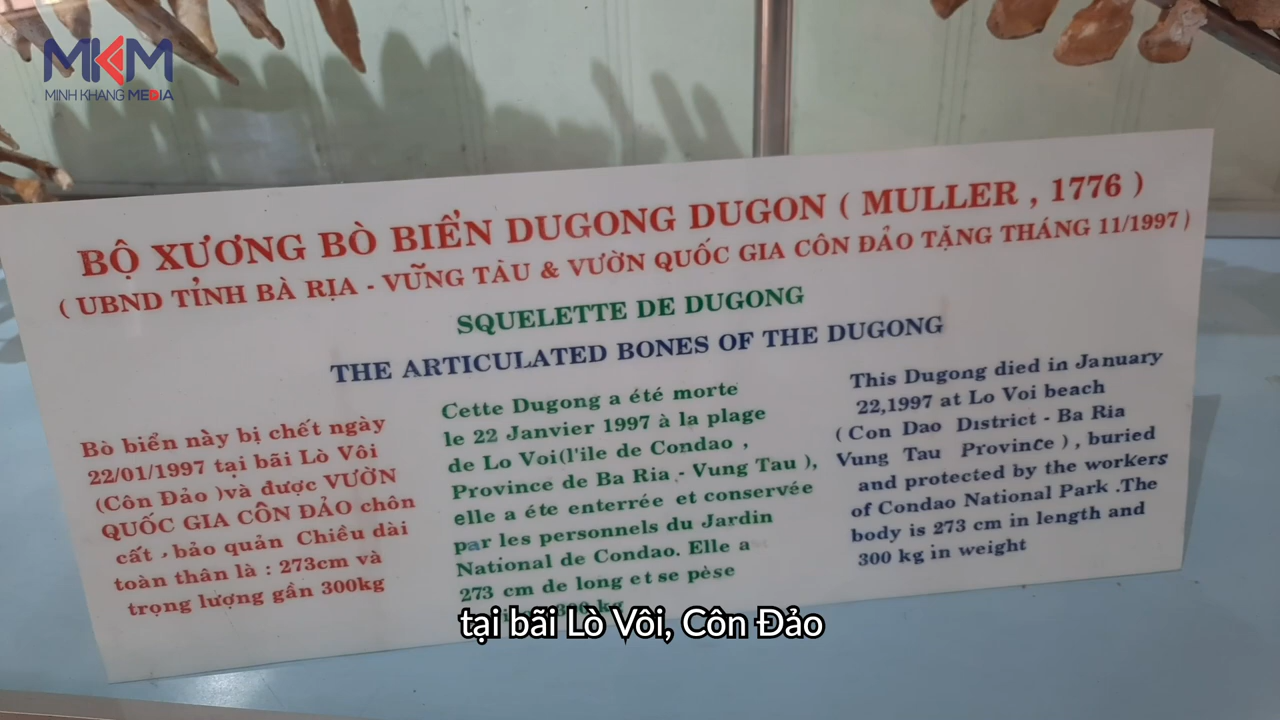 MKM
MINH KHANG MEDIA
BỘ XƯƠNG BÒ BIỂN DUGONG DUGON ( MULLER , 1776 )
( UBND TỈNH BÀ RỊA - VŨNG TÀU & VƯỜN QUỐC GIA CÔN ĐẢO TẶNG THÁNG 11/1997 )
SQUELETTE DE DUGONG
THE ARTICULATED BONES OF THE DUGONG
Bò biển này bị chết ngày
22/01/1997 tại bãi Lò Vôi
(Côn Đảo )và được VƯỜN
QUỐC GIA CÔN ĐẢO chôn
cất , bảo quản Chiều dài
toàn thân là : 273cm và
trọng lượng gần 300kg
Cette Dugong a été morte
le 22 Janvier 1997 à la plage
de Lo Voi(l'ile de Condao ,
Province de Ba Ria - Vung Tau ),
elle a éte enterrée et conservée
par les personnels du Jardin
National de Condao. Elle a
273 cm de long et se pèse
300 kg
This Dugong died in January
22,1997 at Lo Voi beach
( Con Dao District - Ba Ria
Vung Tau Province ) , buried
and protected by the workers
of Condao National Park .The
body is 273 cm in length and
300 kg in weight
tại bãi Lò Vôi, Côn Đảo